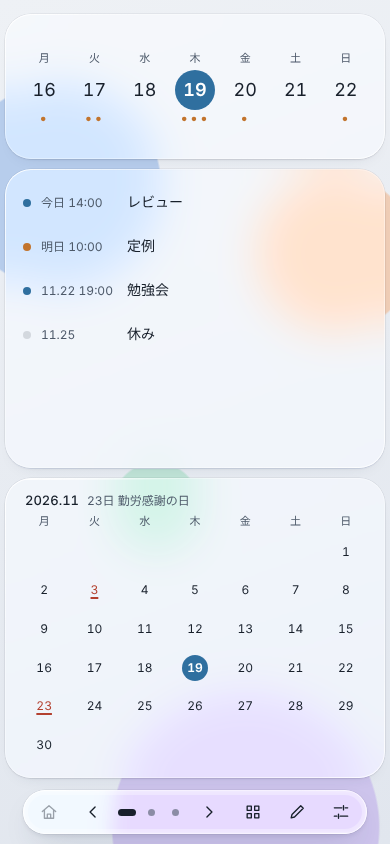 月 火 水 木 金 土 日
16 17 18 19 20 21 22
今日 14:00 レビュー
明日 10:00 定例
11.22 19:00 勉強会
11.25 休み
2026.11 23日 勤労感謝の日
月 火 水 木 金 土 日
1
2 3 4 5 6 7 8
9 10 11 12 13 14 15
16 17 18 19 20 21 22
23 24 25 26 27 28 29
30